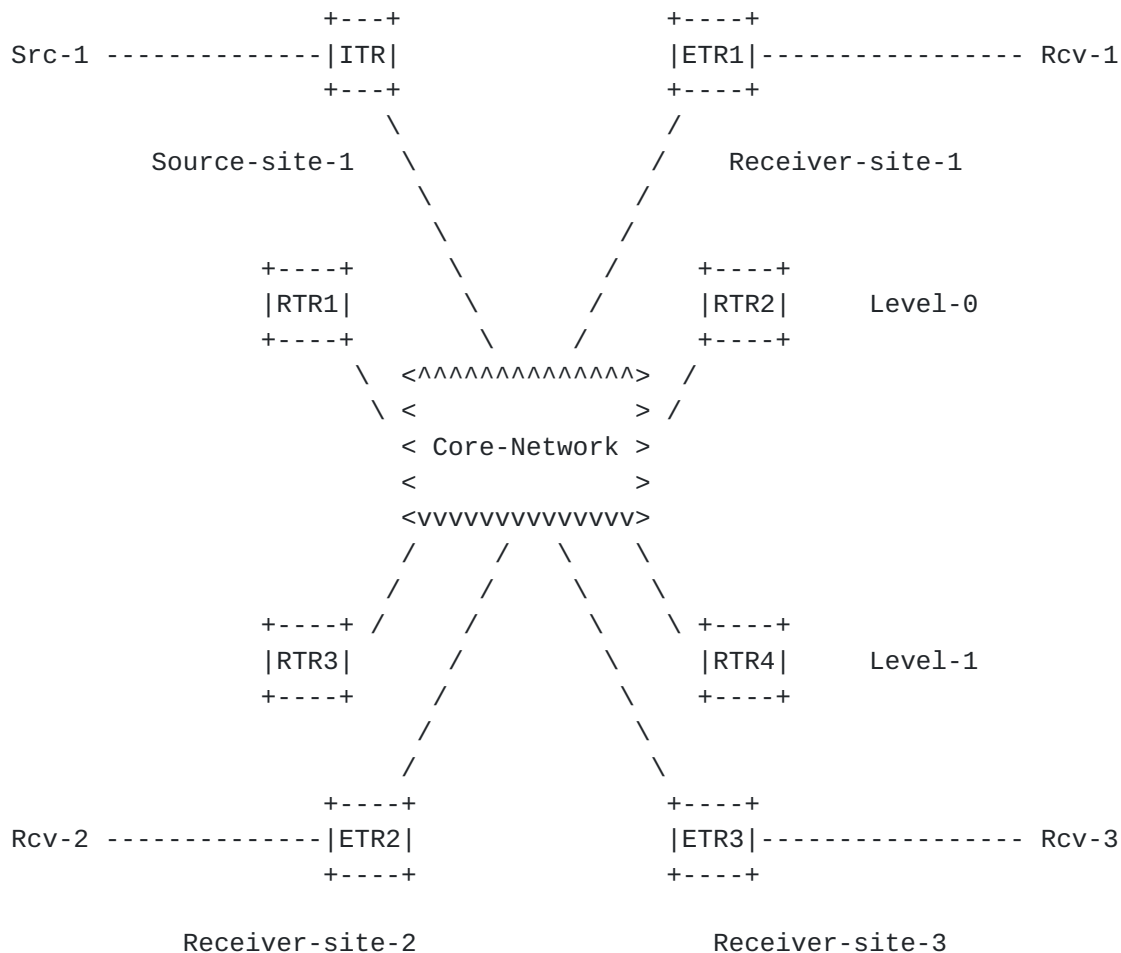 Src-1 ITR ETR1 Rcv-1
Source-site-1 Receiver-site-1
RTR1 RTR2 Level-0
Core-Network
RTR3 RTR4 Level-1
Rcv-2 ETR2 ETR3 Rcv-3
Receiver-site-2 Receiver-site-3